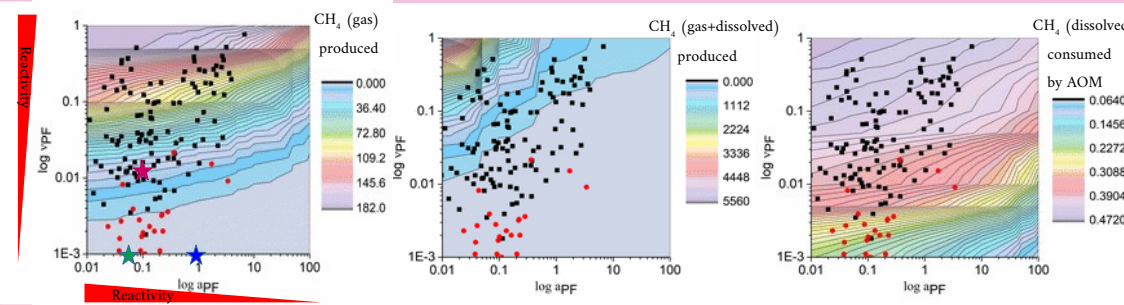 Reactivity
CH4 (gas)
produced
1
0.1
0.01
1E-3
log νPF
0.01 0.1 1 10 100
log aPF
Reactivity
0.000
36.40
72.80
109.2
145.6
182.0
CH4 (gas+dissolved)
produced
1
0.1
0.01
1E-3
log νPF
0.01 0.1 1 10 100
log aPF
0.000
1112
2224
3336
4448
5560
CH4 (dissolved
consumed
by AOM
1
0.1
0.01
1E-3
log νPF
0.01 0.1 1 10 100
log aPF
0.0640
0.1456
0.2272
0.3088
0.3904
0.4720